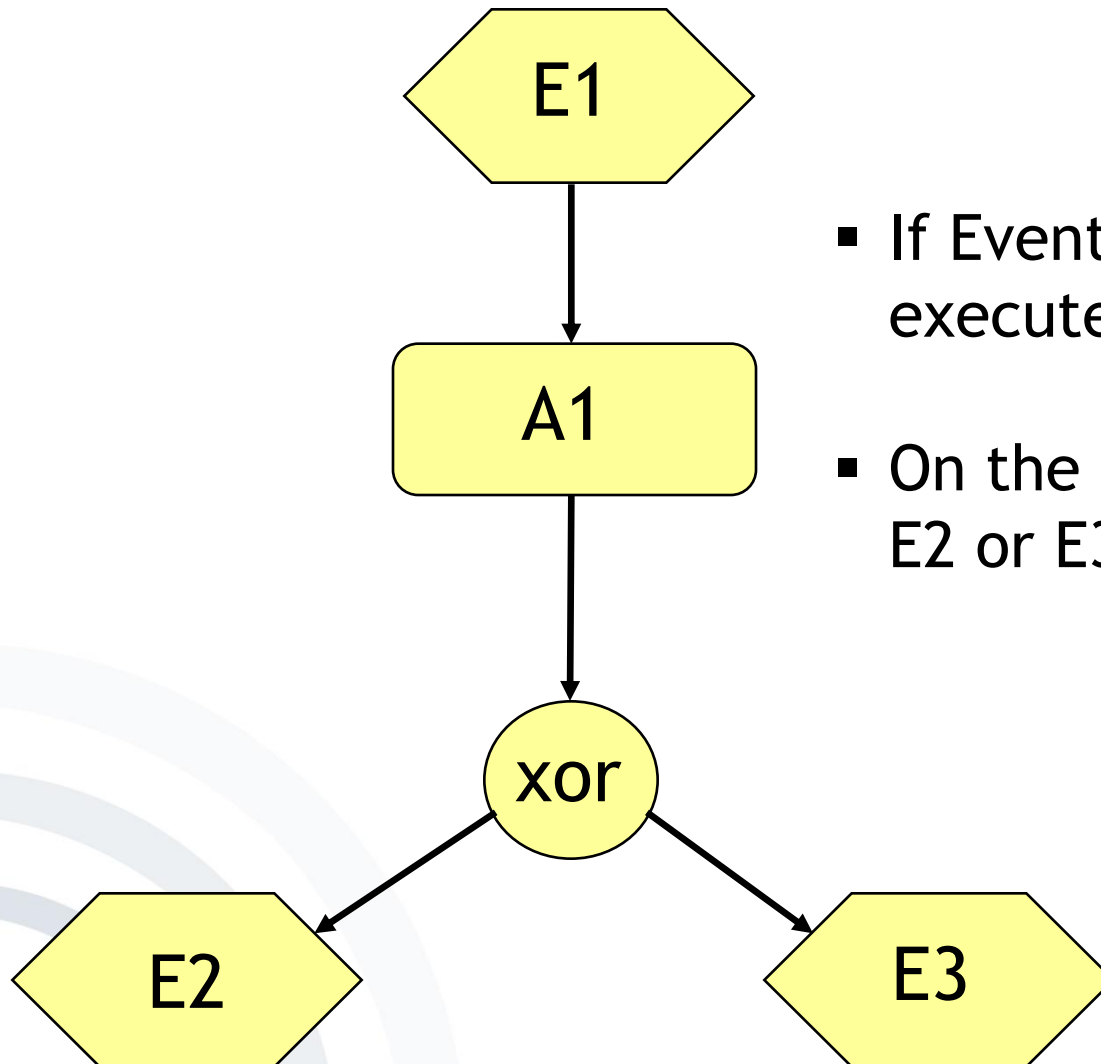 E1
▪ If Event
execute
A1
▪ On the
E2 or E3
xor
E2
E3